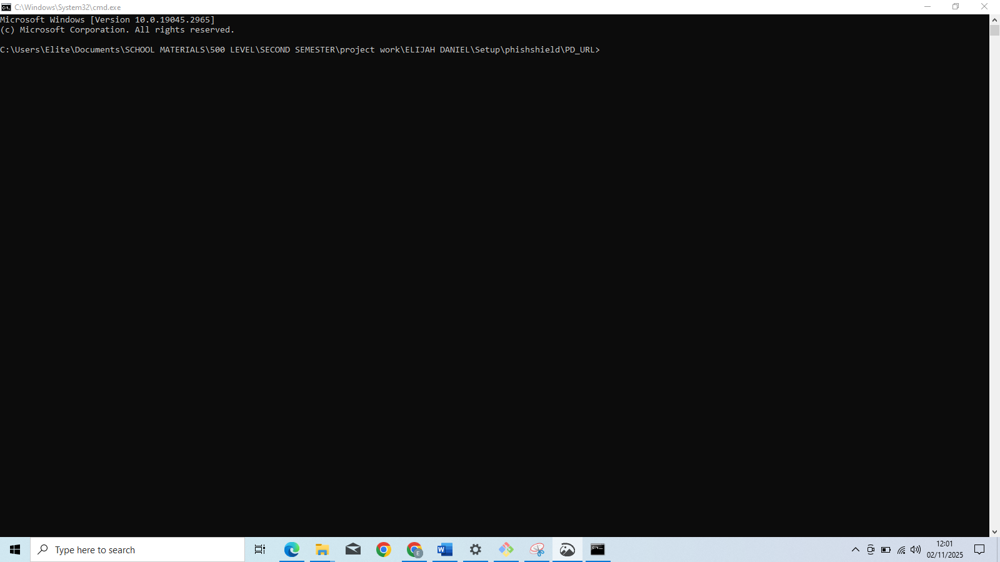 C:\Windows\System32\cmd.exe
Microsoft Windows [Version 10.0.19045.2965]
(c) Microsoft Corporation. All rights reserved.
C:\Users\Elite\Documents\SCHOOL MATERIALS\500 LEVEL\SECOND SEMESTER\project work\ELIJAH DANIEL\Setup\phishshield\PD_URL>
Type here to search
E
W
12:01
02/11/2025